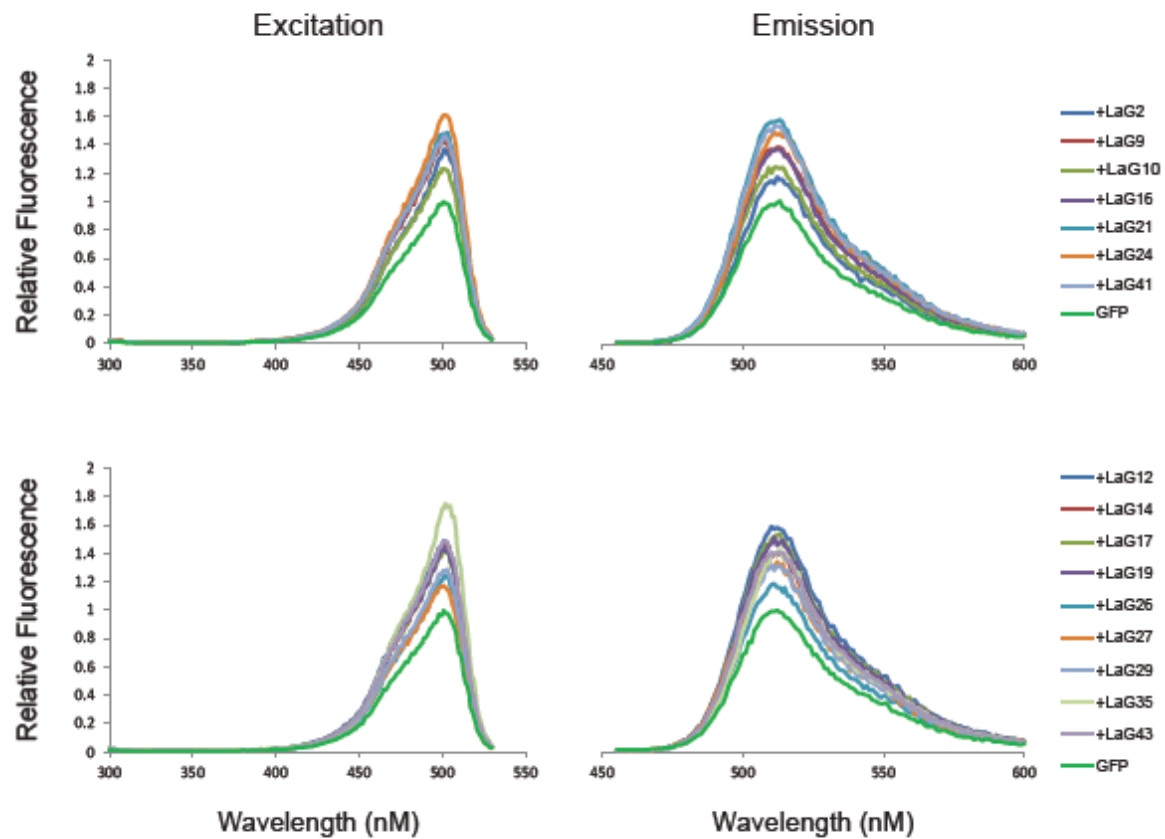 Excitation
Emission
Relative Fluorescence
2
1.8
1.6
1.4
1.2
1
0.8
0.6
0.4
0.2
0
300
350
400
450
500
550
450
500
550
600
+LaG2
+LaG9
+LaG10
+LaG16
+LaG21
+LaG24
+LaG41
GFP
Relative Fluorescence
2
1.8
1.6
1.4
1.2
1
0.8
0.6
0.4
0.2
0
300
350
400
450
500
550
450
500
550
600
+LaG12
+LaG14
+LaG17
+LaG19
+LaG26
+LaG27
+LaG29
+LaG35
+LaG43
GFP
Wavelength (nM)
Wavelength (nM)